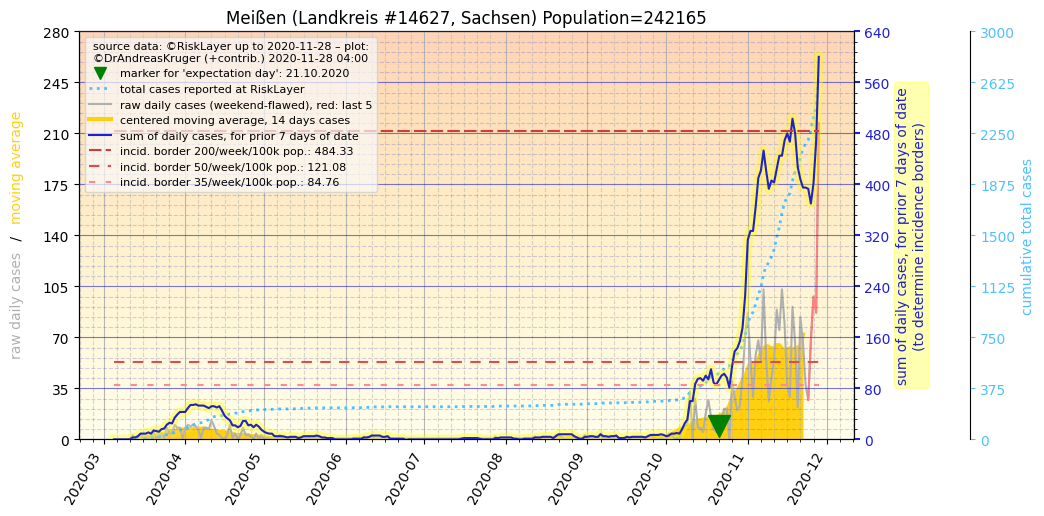 Meißen (Landkreis #14627, Sachsen) Population=242165
source data: ©RiskLayer up to 2020-11-28 – plot:
©DrAndreasKruger (+contrib.) 2020-11-28 04:00
marker for 'expectation day': 21.10.2020
total cases reported at RiskLayer
raw daily cases (weekend-flawed), red: last 5
centered moving average, 14 days cases
sum of daily cases, for prior 7 days of date
incid. border 200/week/100k pop.: 484.33
incid. border 50/week/100k pop.: 121.08
incid. border 35/week/100k pop.: 84.76
raw daily cases / moving average
280
245
210
175
140
105
70
35
0
2020-03
2020-04
2020-05
2020-06
2020-07
2020-08
2020-09
2020-10
2020-11
2020-12
640
560
480
400
320
240
160
80
0
sum of daily cases, for prior 7 days of date
(to determine incidence borders)
3000
2625
2250
1875
1500
1125
750
375
0
cumulative total cases